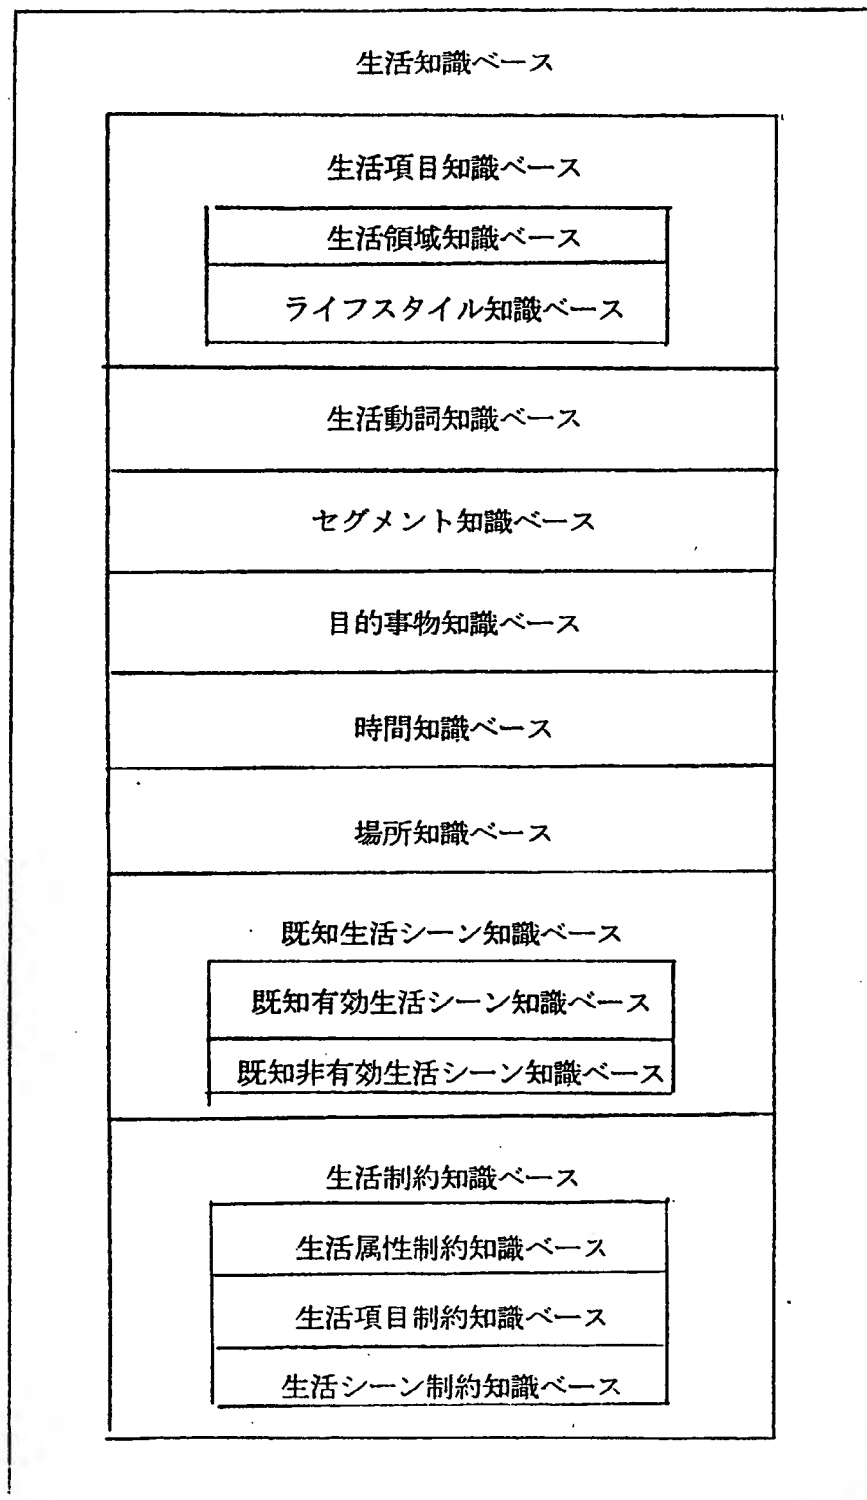 生活知識ベース
生活項目知識ベース
生活領域知識ベース
ライフスタイル知識ベース
生活動詞知識ベース
セグメント知識ベース
目的事物知識ベース
時間知識ベース
場所知識ベース
既知生活シーン知識ベース
既知有効生活シーン知識ベース
既知非有効生活シーン知識ベース
生活制約知識ベース
生活属性制約知識ベース
生活項目制約知識ベース
生活シーン制約知識ベース